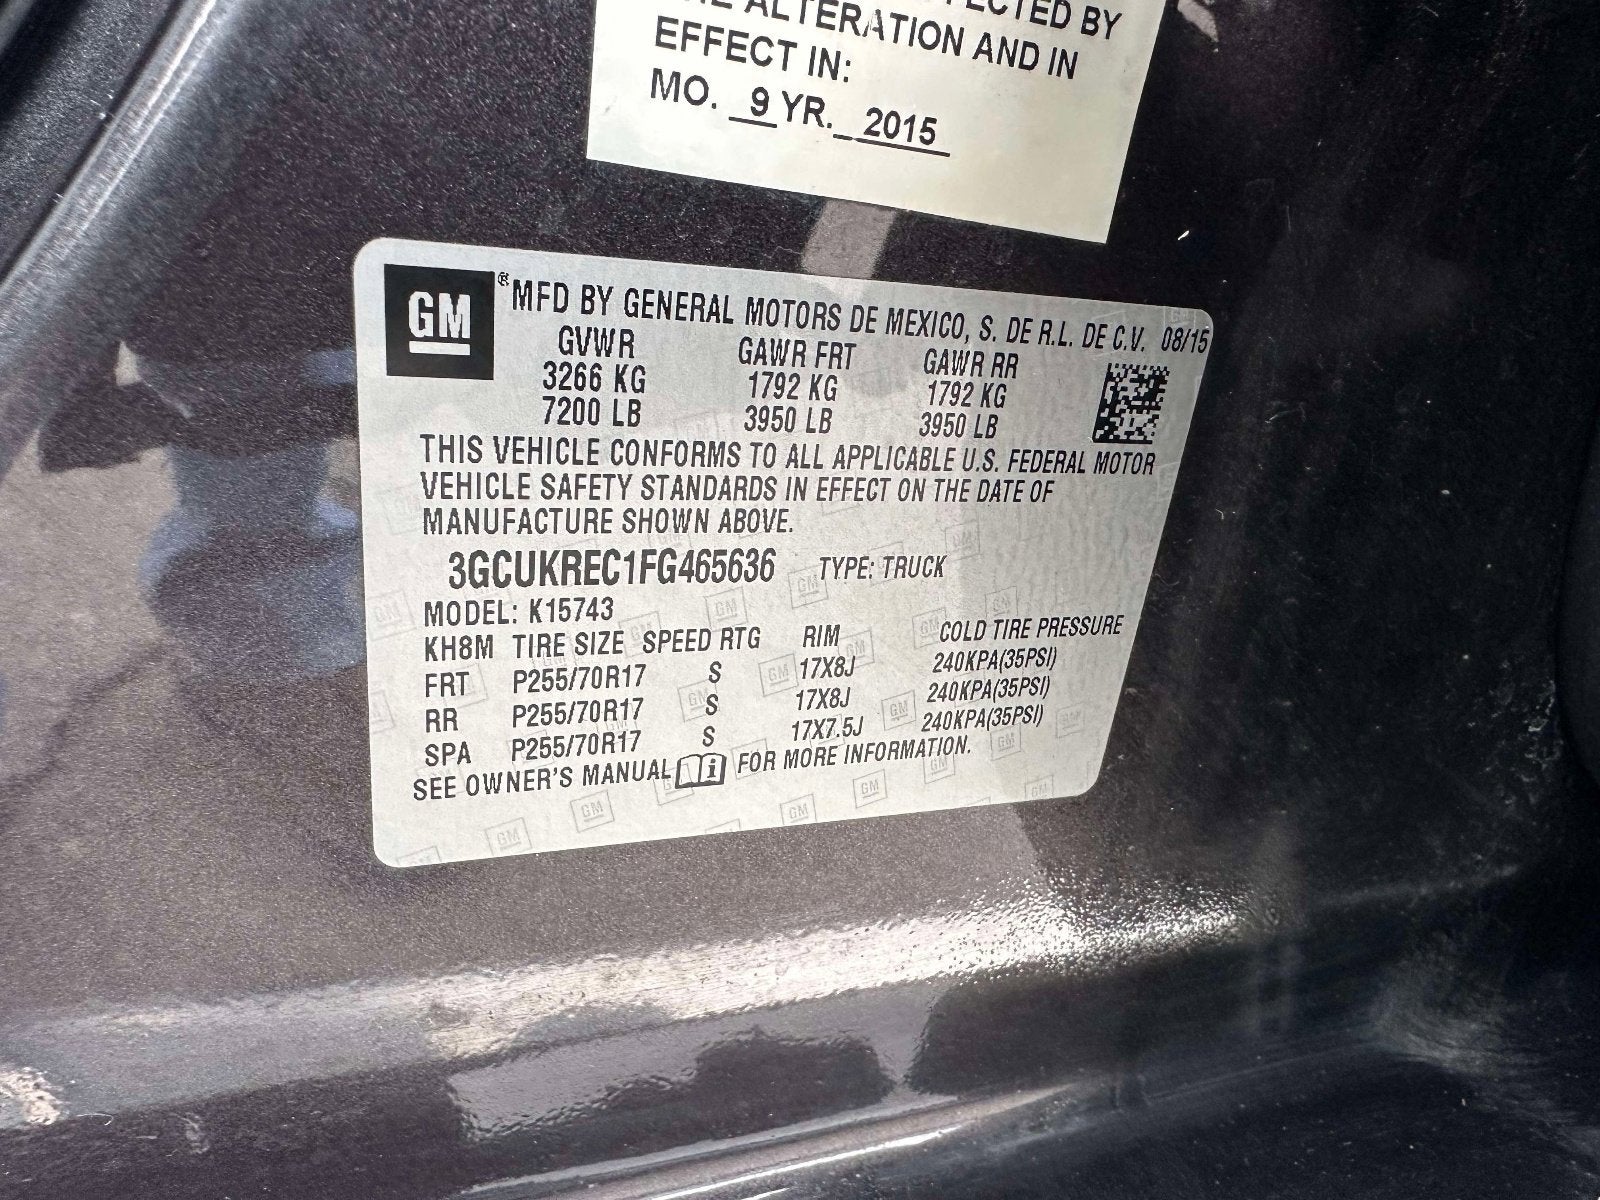 ALTERATION AND IN
EFFECT IN:
MO. 9 YR. 2015
GM ® MFD BY GENERAL MOTORS DE MEXICO, S. DE R.L. DE C.V. 08/15
GVWR GAWR FRT GAWR RR
3266 KG 1792 KG 1792 KG
7200 LB 3950 LB 3950 LB
THIS VEHICLE CONFORMS TO ALL APPLICABLE U.S. FEDERAL MOTOR
VEHICLE SAFETY STANDARDS IN EFFECT ON THE DATE OF
MANUFACTURE SHOWN ABOVE.
3GCUKREC1FG465636 TYPE: TRUCK
MODEL: K15743
KH8M TIRE SIZE SPEED RTG RIM COLD TIRE PRESSURE
FRT P255/70R17 S 17X8J 240KPA(35PSI)
RR P255/70R17 S 17X8J 240KPA(35PSI)
SPA P255/70R17 S 17X7.5J 240KPA(35PSI)
SEE OWNER'S MANUAL i FOR MORE INFORMATION.